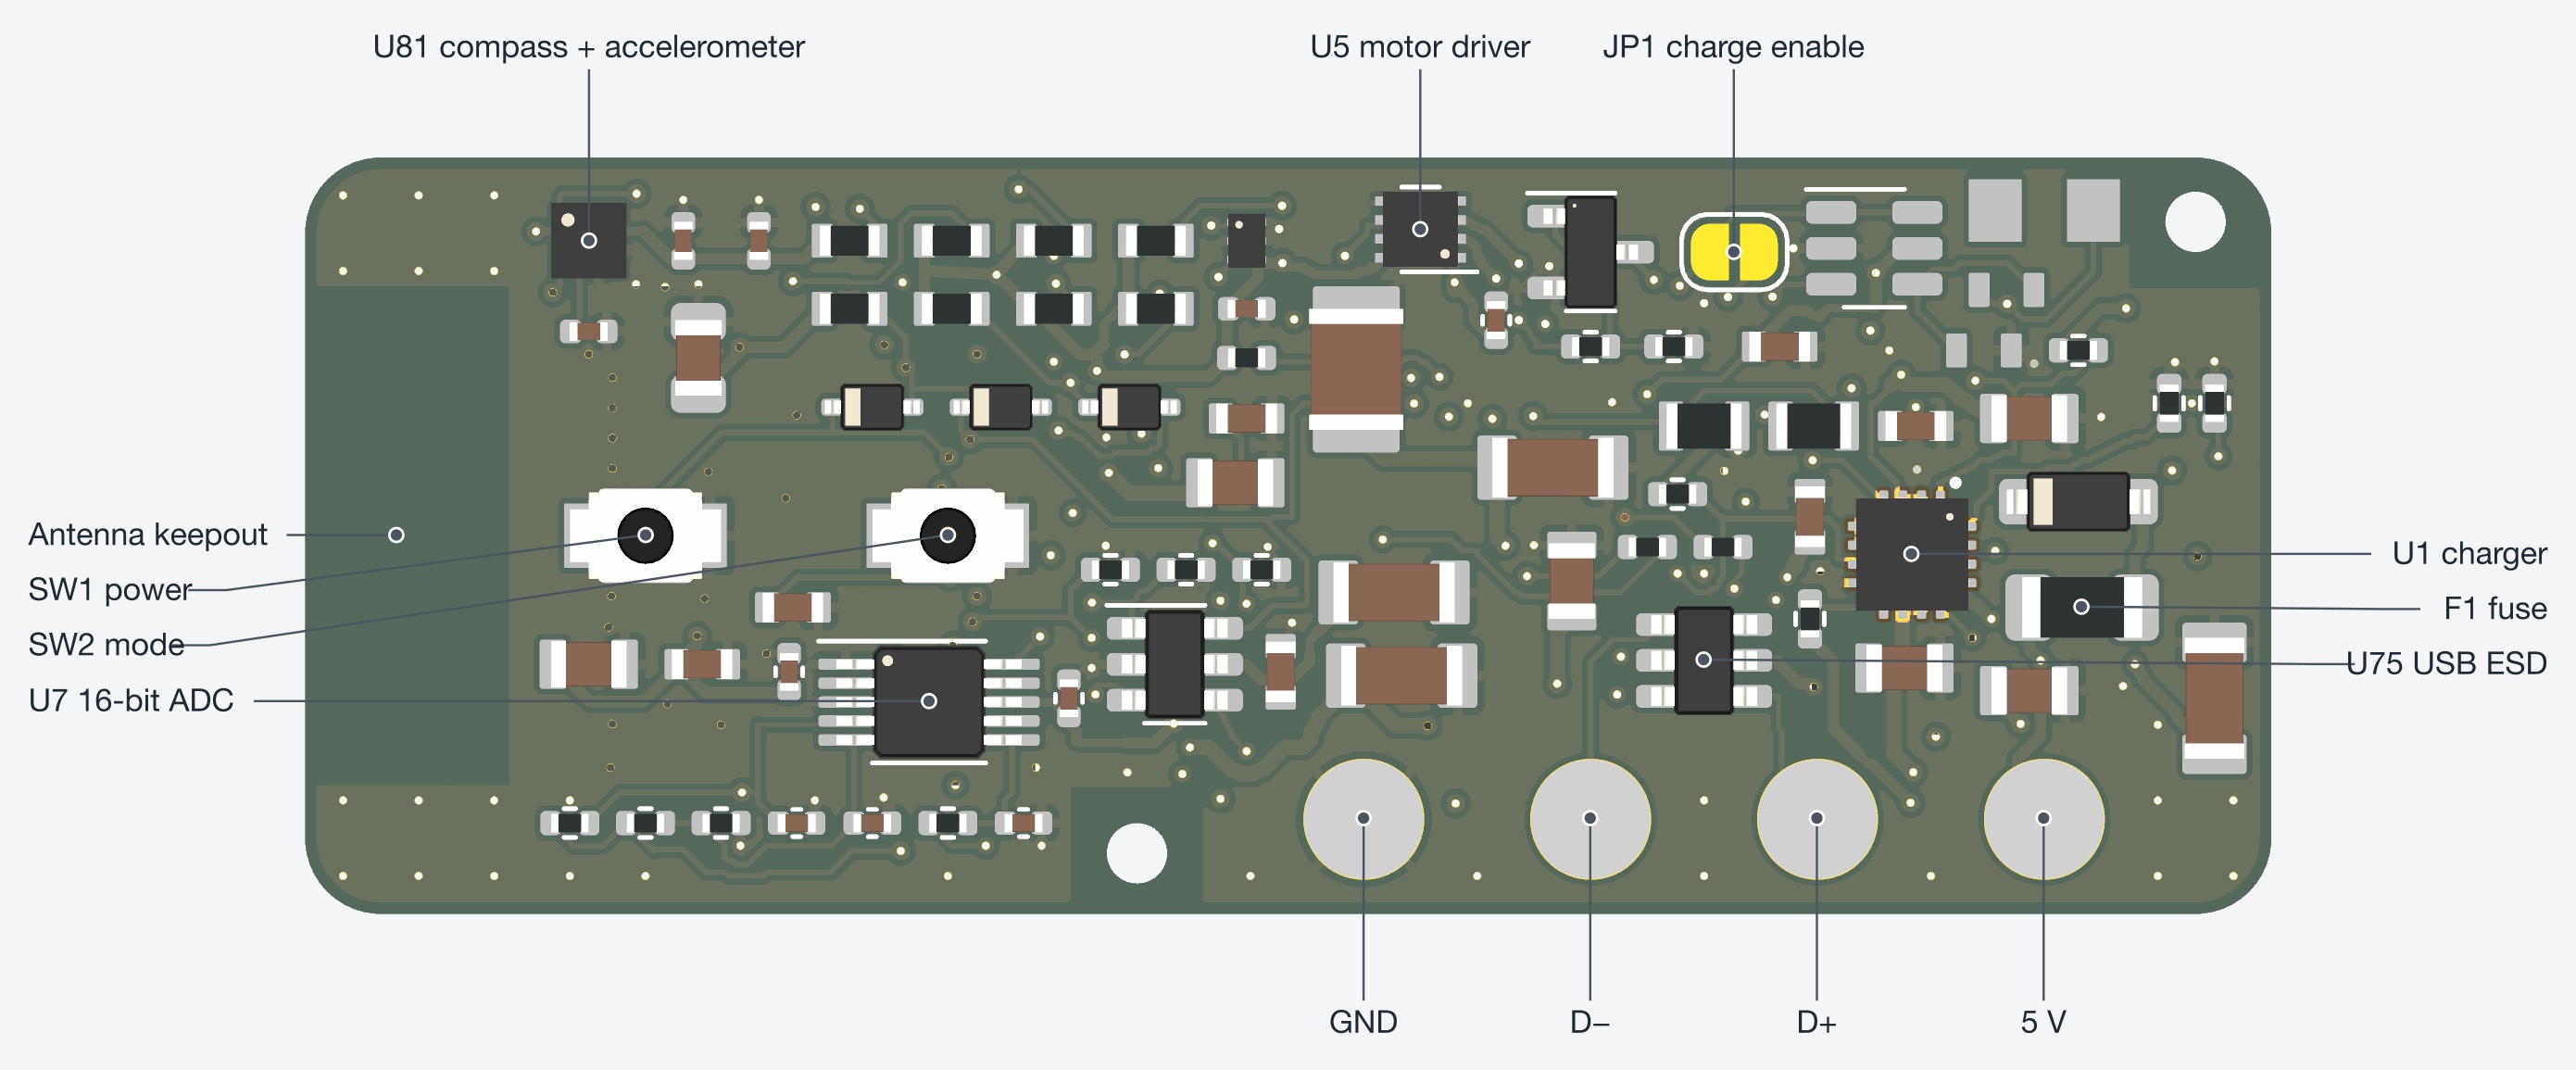 U81 compass + accelerometer
U5 motor driver
JP1 charge enable
Antenna keepout
SW1 power
SW2 mode
U7 16-bit ADC
U1 charger
F1 fuse
U75 USB ESD
GND
D–
D+
5 V